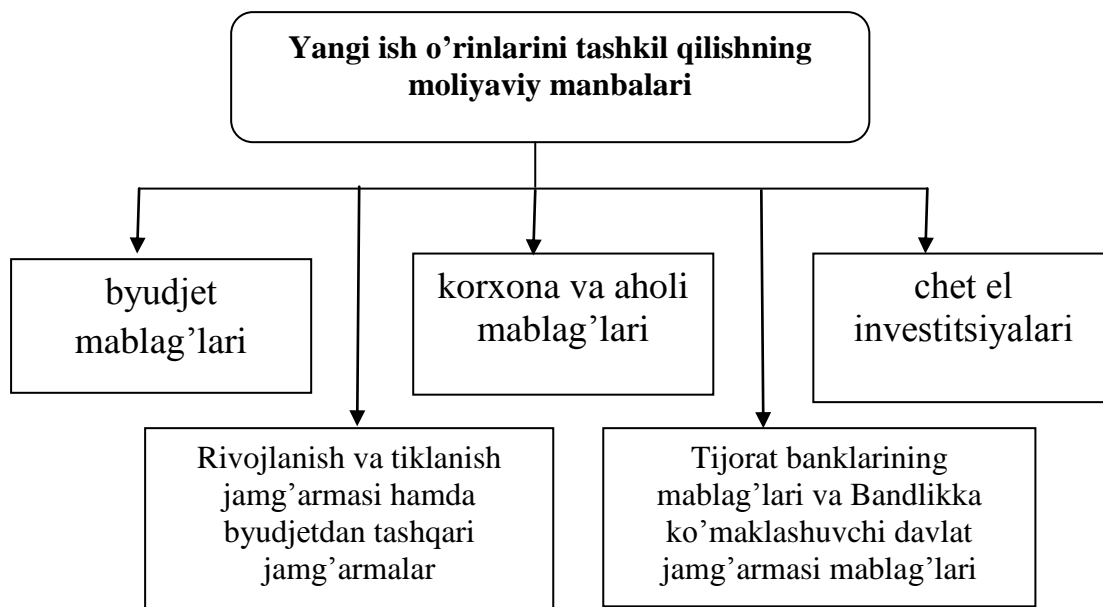 Yangi ish o’rinlarini tashkil qilishning
moliyaviy manbalari
byudjet
mablag’lari
korxona va aholi
mablag’lari
chet el
investitsiyalari
Rivojlanish va tiklanish
jamg’armasi hamda
byudjetdan tashqari
jamg’armalar
Tijorat banklarining
mablag’lari va Bandlikka
ko’maklashuvchi davlat
jamg’armasi mablag’lari